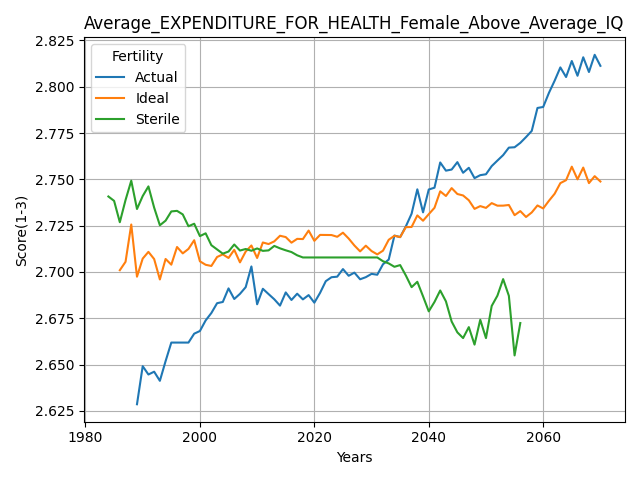 Average_EXPENDITURE_FOR_HEALTH_Female_Above_Average_IQ
Fertility
Actual
Ideal
Sterile
2.825
2.800
2.775
2.750
2.725
2.700
2.675
2.650
2.625
Score(1-3)
1980
2000
2020
2040
2060
Years